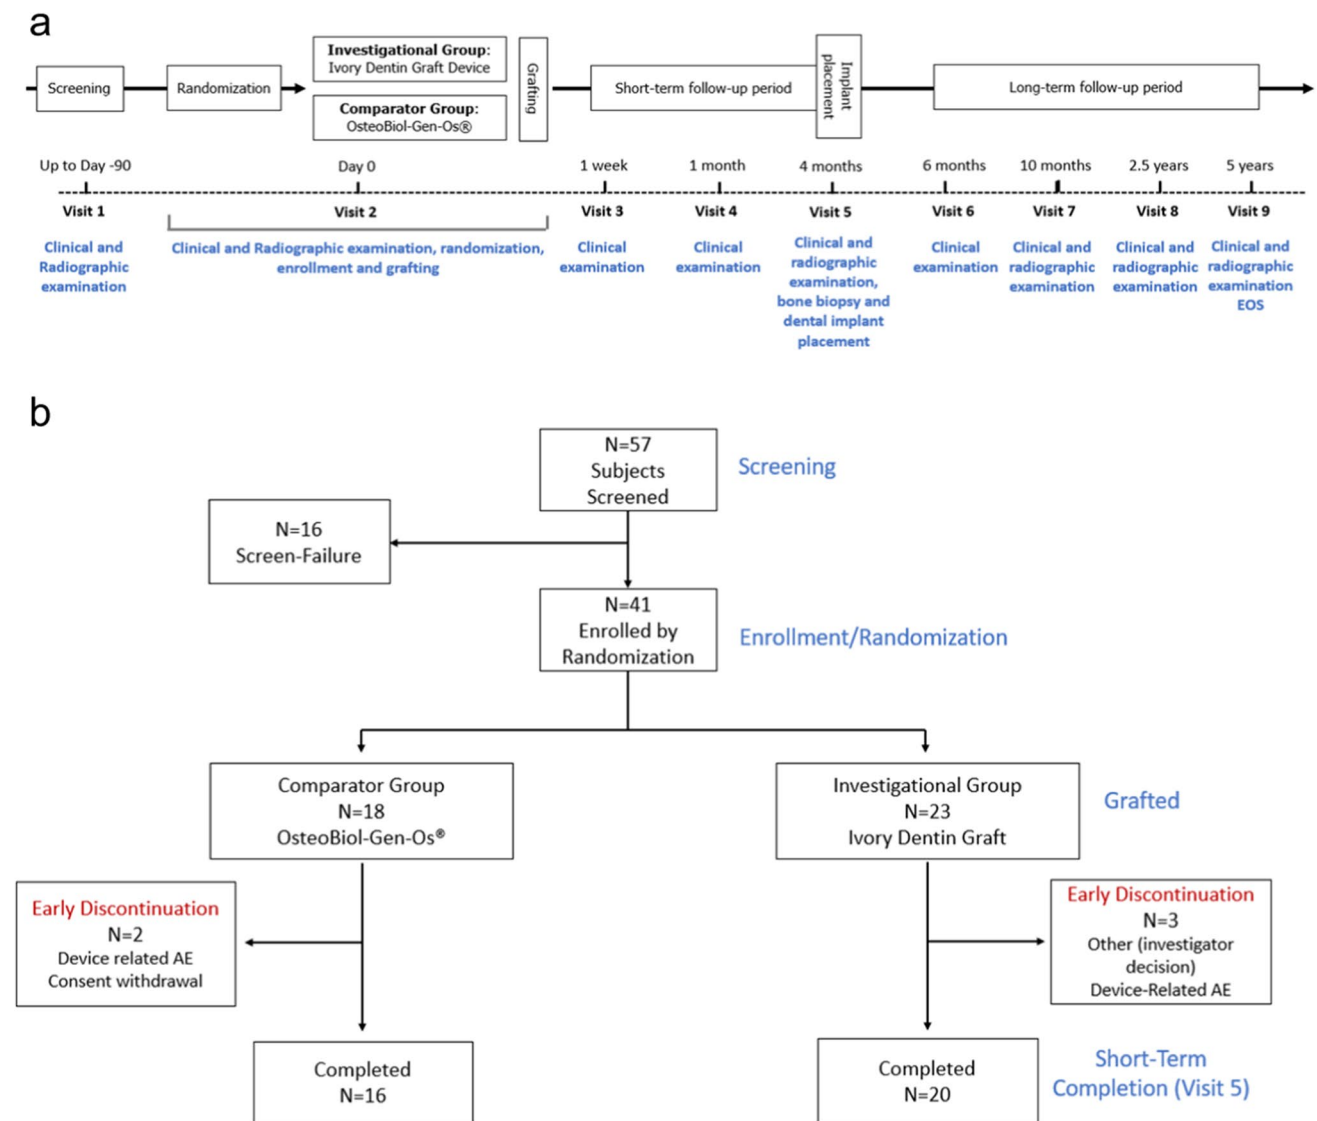 a
Screening
Randomization
Investigational Group:
Ivory Dentin Graft Device
Comparator Group:
OsteoBiol-Gen-Os®
Grafting
Short-term follow-up period
Implant
placement
Long-term follow-up period
Up to Day -90
Day 0
1 week
1 month
4 months
6 months
10 months
2.5 years
5 years
Visit 1
Visit 2
Visit 3
Visit 4
Visit 5
Visit 6
Visit 7
Visit 8
Visit 9
Clinical and
Radiographic
examination
Clinical and Radiographic examination, randomization,
enrollment and grafting
Clinical
examination
Clinical
examination
Clinical and
radiographic
examination,
bone biopsy and
dental implant
placement
Clinical
examination
Clinical and
radiographic
examination
Clinical and
radiographic
examination
Clinical and
radiographic
examination
EOS
b
N=57
Subjects
Screened
Screening
N=16
Screen-Failure
N=41
Enrolled by
Randomization
Enrollment/Randomization
Comparator Group
N=18
OsteoBiol-Gen-Os®
Investigational Group
N=23
Ivory Dentin Graft
Grafted
Early Discontinuation
N=2
Device related AE
Consent withdrawal
Early Discontinuation
N=3
Other (investigator
decision)
Device-Related AE
Completed
N=16
Completed
N=20
Short-Term
Completion (Visit 5)